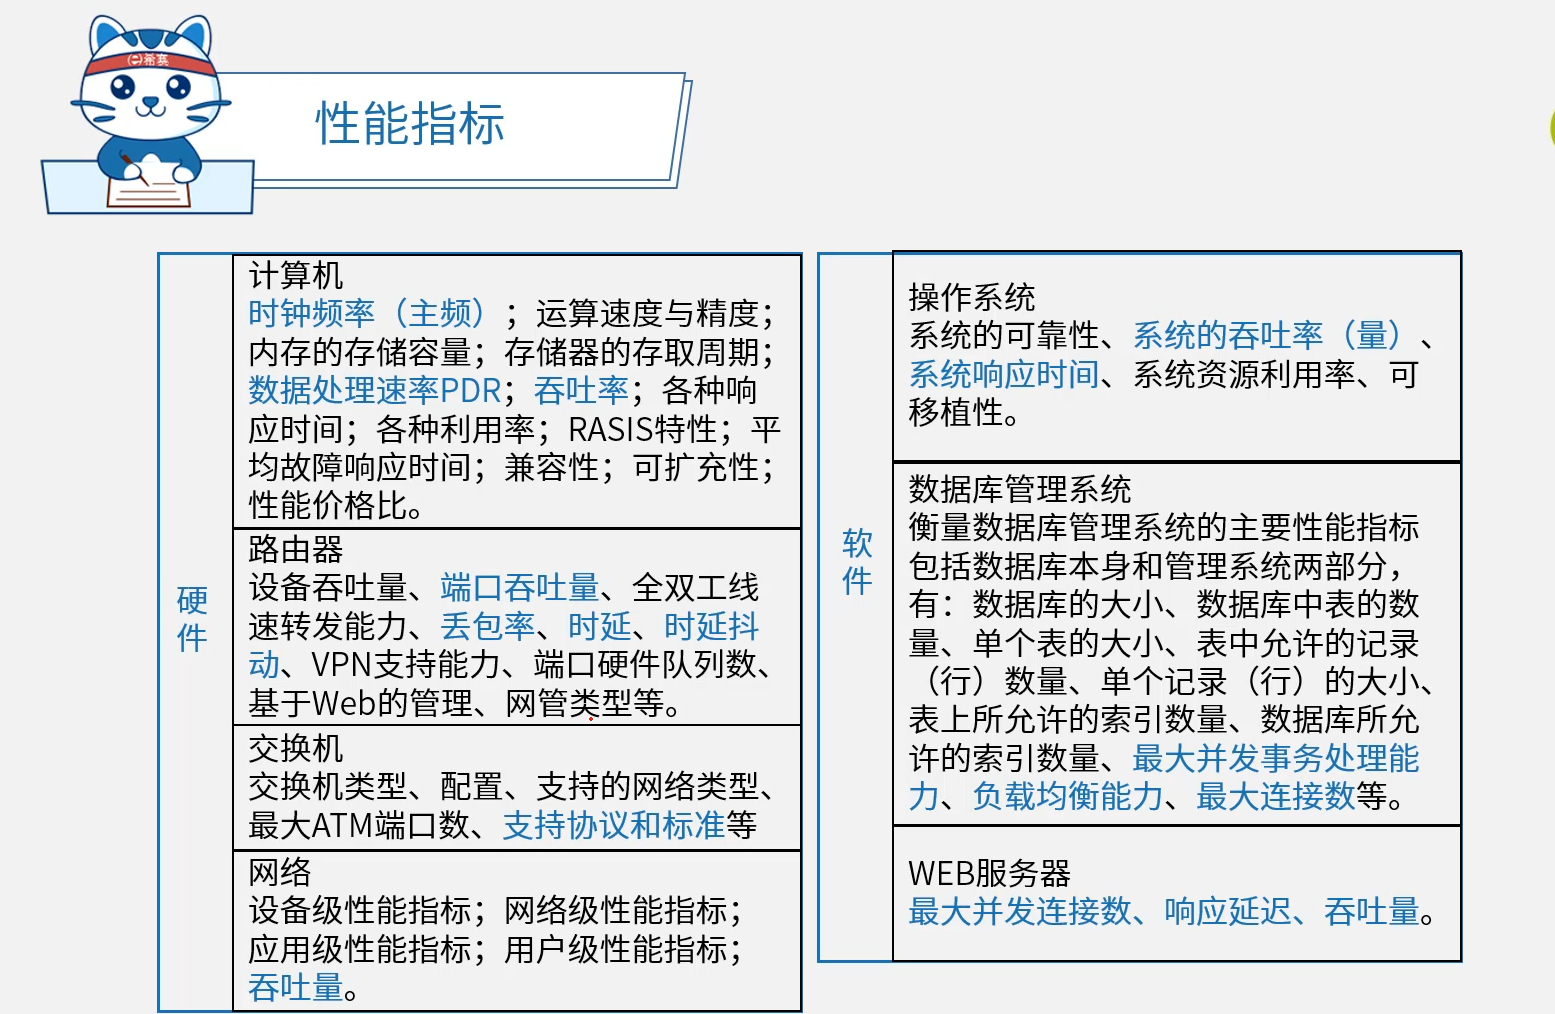 希赛
性能指标
硬
件
计算机
时钟频率（主频）；运算速度与精度；
内存的存储容量；存储器的存取周期；
数据处理速率PDR；吞吐率；各种响
应时间；各种利用率；RASIS特性；平
均故障响应时间；兼容性；可扩充性；
性能价格比。
路由器
设备吞吐量、端口吞吐量、全双工线
速转发能力、丢包率、时延、时延抖
动、VPN支持能力、端口硬件队列数、
基于Web的管理、网管类型等。
交换机
交换机类型、配置、支持的网络类型、
最大ATM端口数、支持协议和标准等
网络
设备级性能指标；网络级性能指标；
应用级性能指标；用户级性能指标；
吞吐量。
软
件
操作系统
系统的可靠性、系统的吞吐率（量）、
系统响应时间、系统资源利用率、可
移植性。
数据库管理系统
衡量数据库管理系统的主要性能指标
包括数据库本身和管理系统两部分，
有：数据库的大小、数据库中表的数
量、单个表的大小、表中允许的记录
（行）数量、单个记录（行）的大小、
表上所允许的索引数量、数据库所允
许的索引数量、最大并发事务处理能
力、负载均衡能力、最大连接数等。
WEB服务器
最大并发连接数、响应延迟、吞吐量。